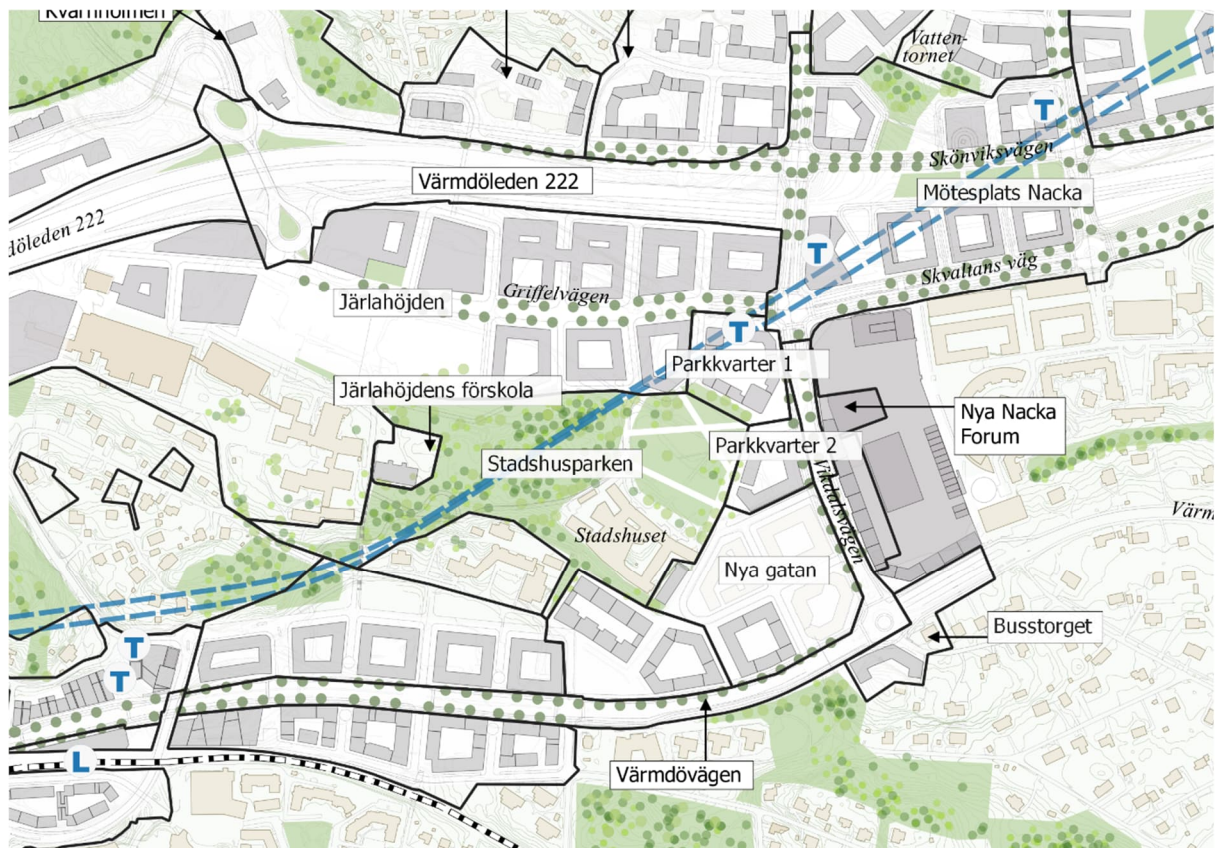 Kvarnholmen
Vatten-
tornet
T
Skönviksvägen
Värmdöleden 222
Mötesplats Nacka
döleden 222
T
Skvaltans väg
Griffelvägen
Järlahöjden
T
Parkkvarter 1
Järlahöjdens förskola
Nya Nacka
Forum
Parkkvarter 2
Stadshusparken
Vikdalsvägen
Värm
Stadshuset
Nya gatan
Busstorget
T
T
L
Värmdövägen